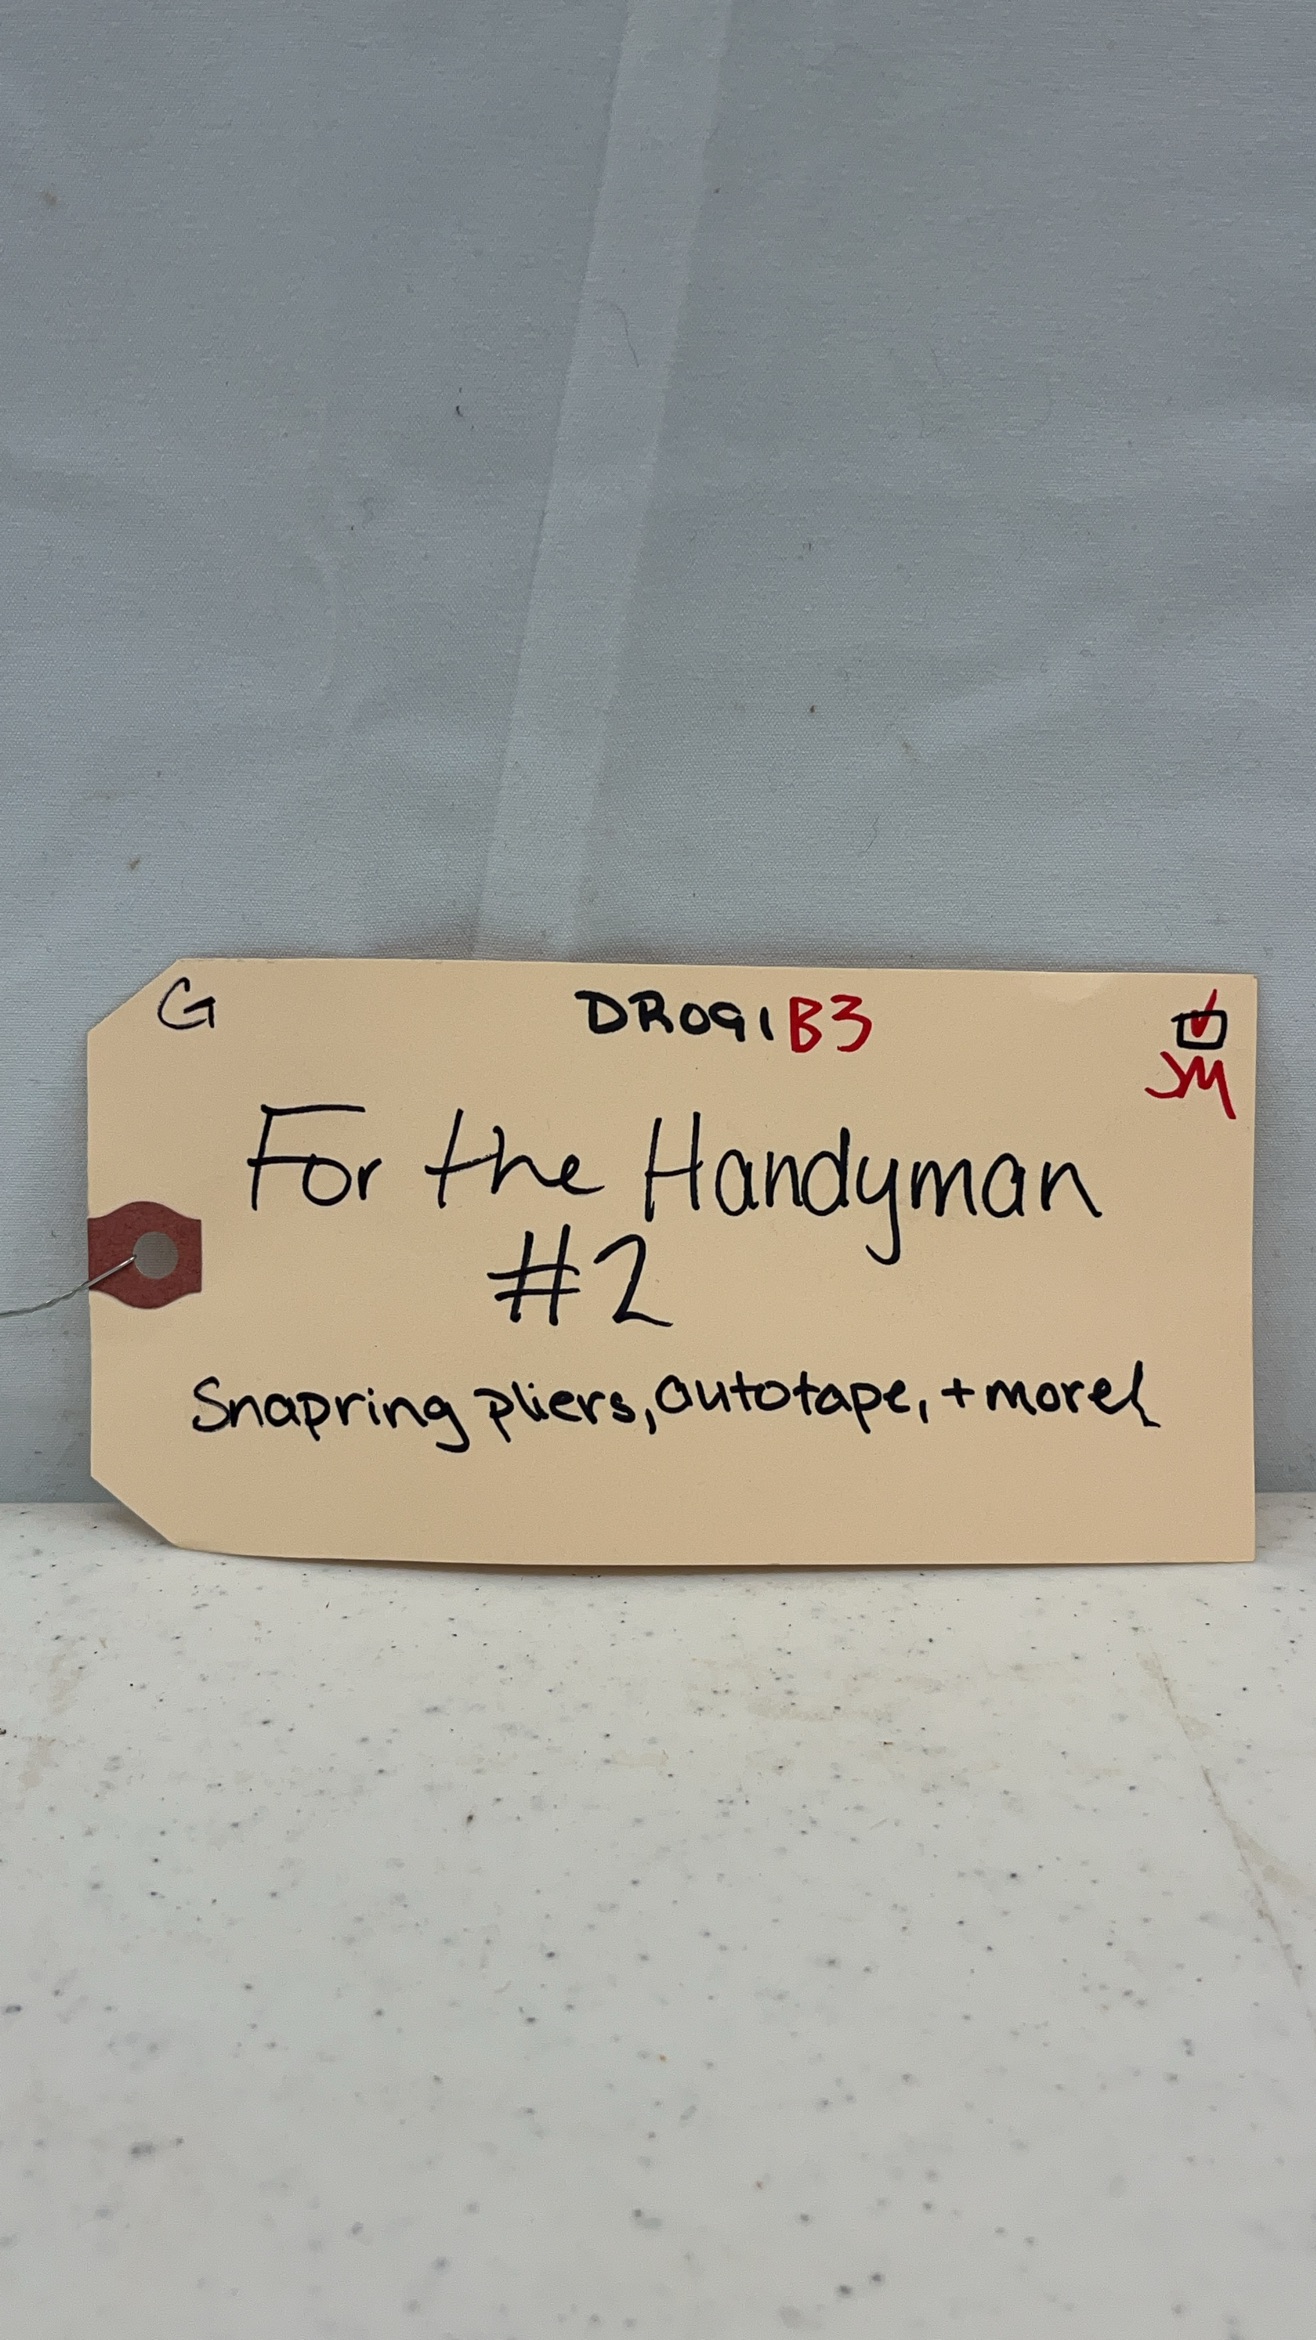 G
DR091B3
JM
For the Handyman
#2
Snapring pliers, autotape, + more!